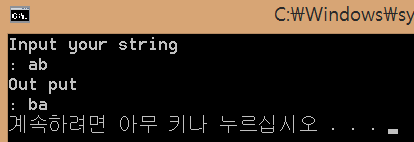 C:₩Windows₩sy
Input your string
: ab
Out put
: ba
계속하려면 아무 키나 누르십시오 . . .